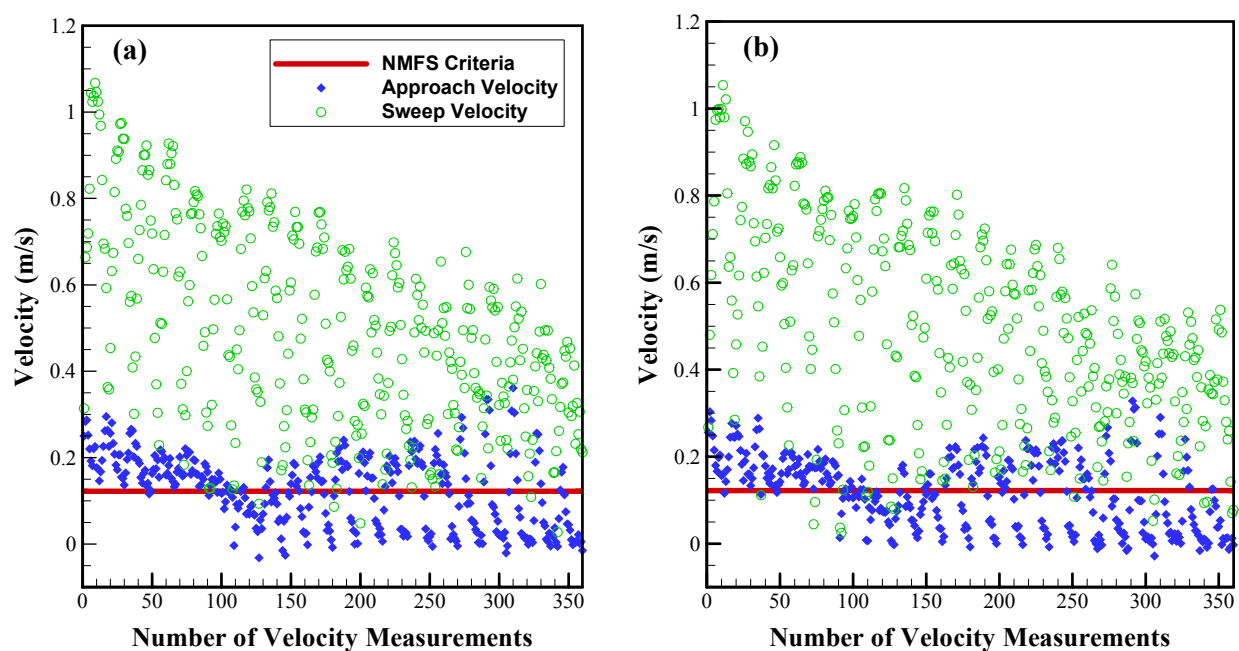 (a)
NMFS Criteria
Approach Velocity
Sweep Velocity
Velocity (m/s)
1.2
1
0.8
0.6
0.4
0.2
0
0 50 100 150 200 250 300 350
Number of Velocity Measurements
(b)
Velocity (m/s)
1.2
1
0.8
0.6
0.4
0.2
0
0 50 100 150 200 250 300 350
Number of Velocity Measurements